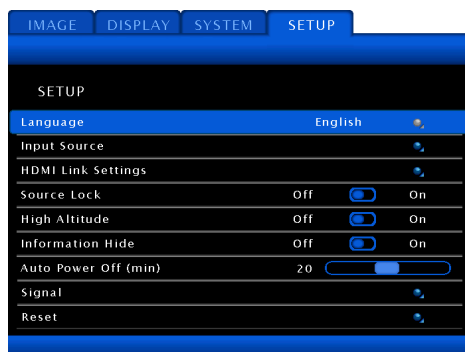 IMAGE DISPLAY SYSTEM SETUP
SETUP
Language English
Input Source
HDMI Link Settings
Source Lock Off On
High Altitude Off On
Information Hide Off On
Auto Power Off (min) 20
Signal
Reset